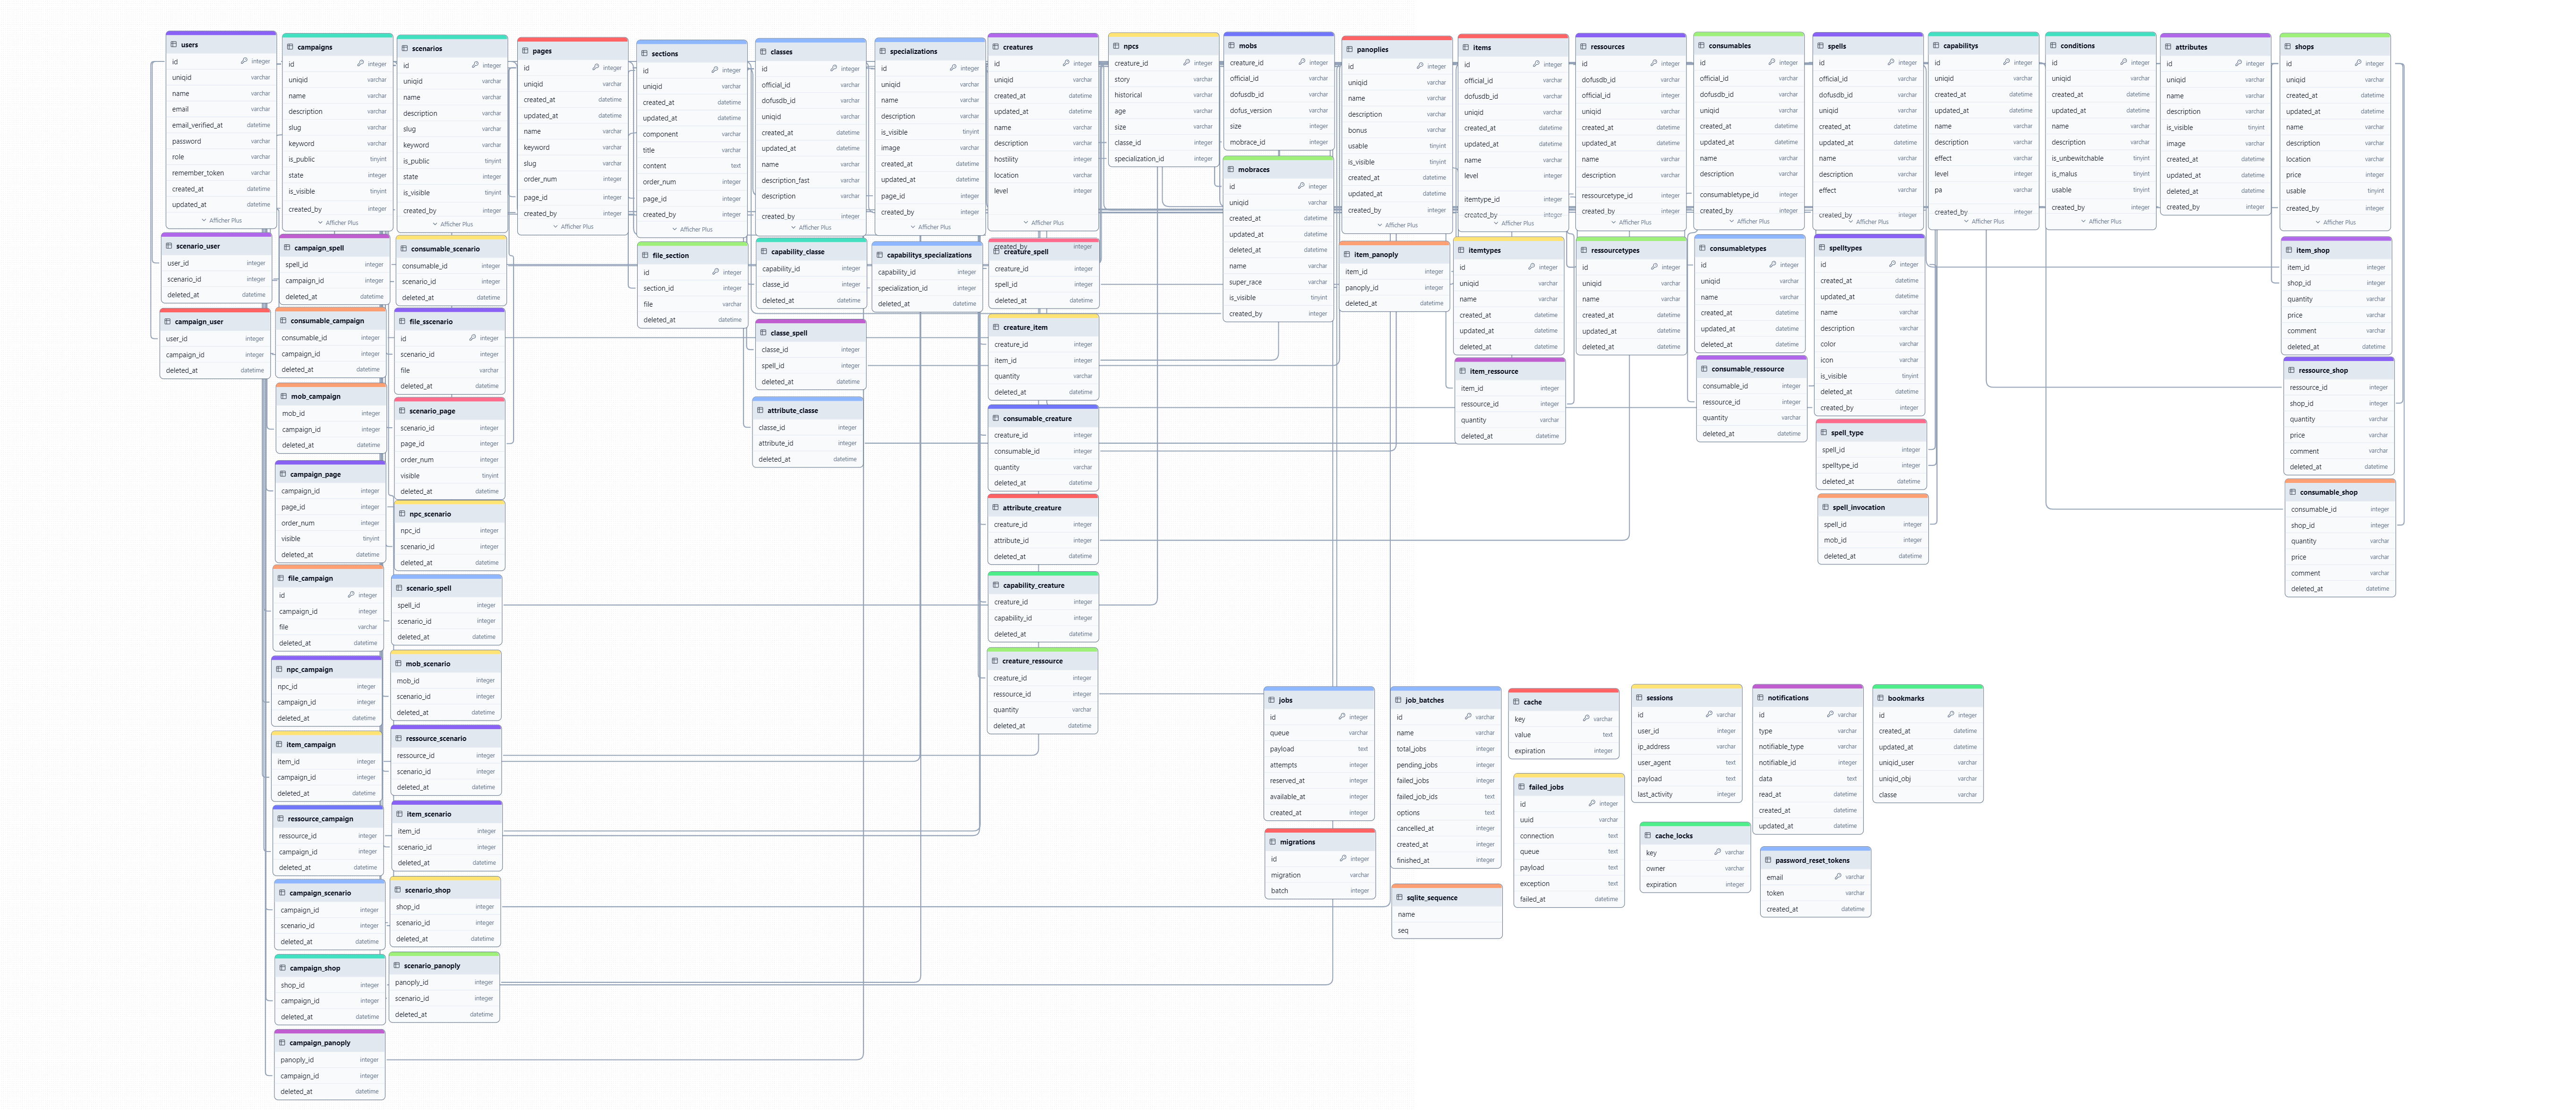 users
id integer
uniqid varchar
name varchar
email varchar
email_verified_at datetime
password varchar
role varchar
remember_token varchar
created_at datetime
updated_at datetime
Afficher Plus
scenario_user
user_id integer
scenario_id integer
deleted_at datetime
campaign_user
user_id integer
campaign_id integer
deleted_at datetime
campaigns
id integer
uniqid varchar
name varchar
description varchar
slug varchar
keyword varchar
is_public tinyint
state integer
is_visible tinyint
created_by integer
Afficher Plus
campaign_spell
spell_id integer
campaign_id integer
deleted_at datetime
consumable_campaign
consumable_id integer
campaign_id integer
deleted_at datetime
mob_campaign
mob_id integer
campaign_id integer
deleted_at datetime
campaign_page
campaign_id integer
page_id integer
order_num integer
visible tinyint
deleted_at datetime
file_campaign
id integer
campaign_id integer
file varchar
deleted_at datetime
npc_campaign
npc_id integer
campaign_id integer
deleted_at datetime
item_campaign
item_id integer
campaign_id integer
deleted_at datetime
ressource_campaign
ressource_id integer
campaign_id integer
deleted_at datetime
campaign_scenario
campaign_id integer
scenario_id integer
deleted_at datetime
campaign_shop
shop_id integer
campaign_id integer
deleted_at datetime
campaign_panoply
panoply_id integer
campaign_id integer
deleted_at datetime
scenarios
id integer
uniqid varchar
name varchar
description varchar
slug varchar
keyword varchar
is_public tinyint
state integer
is_visible tinyint
created_by integer
Afficher Plus
consumable_scenario
consumable_id integer
scenario_id integer
deleted_at datetime
file_sscenario
id integer
scenario_id integer
file varchar
deleted_at datetime
scenario_page
scenario_id integer
page_id integer
order_num integer
visible tinyint
deleted_at datetime
npc_scenario
npc_id integer
scenario_id integer
deleted_at datetime
scenario_spell
spell_id integer
scenario_id integer
deleted_at datetime
mob_scenario
mob_id integer
scenario_id integer
deleted_at datetime
ressource_scenario
ressource_id integer
scenario_id integer
deleted_at datetime
item_scenario
item_id integer
scenario_id integer
deleted_at datetime
scenario_shop
shop_id integer
scenario_id integer
deleted_at datetime
scenario_panoply
panoply_id integer
scenario_id integer
deleted_at datetime
pages
id integer
uniqid varchar
created_at datetime
updated_at datetime
name varchar
keyword varchar
slug varchar
order_num integer
page_id integer
created_by integer
Afficher Plus
sections
id integer
uniqid varchar
created_at datetime
updated_at datetime
component varchar
title varchar
content text
order_num integer
page_id integer
created_by integer
Afficher Plus
file_section
id integer
section_id integer
file varchar
deleted_at datetime
classes
id integer
official_id varchar
dofusdb_id varchar
uniqid varchar
created_at datetime
updated_at datetime
name varchar
description_fast varchar
description varchar
created_by integer
Afficher Plus
capability_classe
capability_id integer
classe_id integer
deleted_at datetime
classe_spell
classe_id integer
spell_id integer
deleted_at datetime
attribute_classe
classe_id integer
attribute_id integer
deleted_at datetime
specializations
id integer
uniqid varchar
name varchar
description varchar
is_visible tinyint
image varchar
created_at datetime
updated_at datetime
page_id integer
created_by integer
Afficher Plus
capabilitys_specializations
capability_id integer
specialization_id integer
deleted_at datetime
creatures
id integer
uniqid varchar
created_at datetime
updated_at datetime
name varchar
description varchar
hostility integer
location varchar
level varchar
created_by integer
creature_spell
creature_id integer
spell_id integer
deleted_at datetime
creature_item
creature_id integer
item_id integer
quantity varchar
deleted_at datetime
consumable_creature
creature_id integer
consumable_id integer
quantity varchar
deleted_at datetime
attribute_creature
creature_id integer
attribute_id integer
deleted_at datetime
capability_creature
creature_id integer
capability_id integer
deleted_at datetime
creature_ressource
creature_id integer
ressource_id integer
quantity varchar
deleted_at datetime
npcs
creature_id integer
story varchar
historical varchar
age varchar
size varchar
classe_id integer
specialization_id integer
mobs
creature_id integer
official_id varchar
dofusdb_id varchar
dofus_version varchar
size integer
mobrace_id integer
mobraces
id integer
uniqid varchar
created_at datetime
updated_at datetime
deleted_at datetime
name varchar
super_race varchar
is_visible tinyint
created_by integer
panoplies
id integer
uniqid varchar
name varchar
description varchar
bonus varchar
usable tinyint
is_visible tinyint
created_at datetime
updated_at datetime
created_by integer
Afficher Plus
item_panoply
item_id integer
panoply_id integer
deleted_at datetime
items
id integer
official_id varchar
dofusdb_id varchar
uniqid varchar
created_at datetime
updated_at datetime
name varchar
level varchar
itemtype_id integer
created_by integer
Afficher Plus
itemtypes
id integer
uniqid varchar
name varchar
created_at datetime
updated_at datetime
deleted_at datetime
item_ressource
item_id integer
ressource_id integer
quantity varchar
deleted_at datetime
ressources
id integer
dofusdb_id varchar
official_id integer
uniqid varchar
created_at datetime
updated_at datetime
name varchar
description varchar
ressourcetype_id integer
created_by integer
Afficher Plus
ressourcetypes
id integer
uniqid varchar
name varchar
created_at datetime
updated_at datetime
deleted_at datetime
consumables
id integer
official_id varchar
dofusdb_id varchar
uniqid varchar
created_at datetime
updated_at datetime
name varchar
description varchar
consumabletype_id integer
created_by integer
Afficher Plus
consumabletypes
id integer
uniqid varchar
name varchar
created_at datetime
updated_at datetime
deleted_at datetime
consumable_ressource
consumable_id integer
ressource_id integer
quantity varchar
deleted_at datetime
spells
id integer
official_id varchar
dofusdb_id varchar
uniqid varchar
created_at datetime
updated_at datetime
name varchar
description varchar
effect varchar
created_by integer
Afficher Plus
spelltypes
id integer
created_at datetime
updated_at datetime
name varchar
description varchar
color varchar
icon varchar
is_visible tinyint
deleted_at datetime
created_by integer
spell_type
spell_id integer
spelltype_id integer
deleted_at datetime
spell_invocation
spell_id integer
mob_id integer
deleted_at datetime
capabilitys
id integer
uniqid varchar
created_at datetime
updated_at datetime
name varchar
description varchar
effect varchar
level varchar
pa varchar
created_by integer
Afficher Plus
conditions
id integer
uniqid varchar
name varchar
created_at datetime
updated_at datetime
description varchar
is_unbewitchable tinyint
is_malus tinyint
usable tinyint
created_by integer
Afficher Plus
attributes
id integer
uniqid varchar
name varchar
description varchar
is_visible tinyint
image varchar
created_at datetime
updated_at datetime
deleted_at datetime
created_by integer
shops
id integer
uniqid varchar
created_at datetime
updated_at datetime
name varchar
description varchar
location varchar
price varchar
usable tinyint
created_by integer
Afficher Plus
item_shop
item_id integer
shop_id integer
quantity varchar
price varchar
comment varchar
deleted_at datetime
ressource_shop
ressource_id integer
shop_id integer
quantity varchar
price varchar
comment varchar
deleted_at datetime
consumable_shop
consumable_id integer
shop_id integer
quantity varchar
price varchar
comment varchar
deleted_at datetime
jobs
id integer
queue varchar
payload text
attempts integer
reserved_at integer
available_at integer
created_at integer
migrations
id integer
migration varchar
batch integer
job_batches
id varchar
name varchar
total_jobs integer
pending_jobs integer
failed_jobs integer
failed_job_ids text
options text
cancelled_at integer
created_at integer
finished_at integer
sqlite_sequence
name
seq
cache
key varchar
value text
expiration integer
failed_jobs
id integer
uuid varchar
connection text
queue text
payload text
exception text
failed_at datetime
sessions
id varchar
user_id integer
ip_address varchar
user_agent text
payload text
last_activity integer
cache_locks
key varchar
owner varchar
expiration integer
notifications
id varchar
type varchar
notifiable_type varchar
notifiable_id integer
data text
read_at datetime
created_at datetime
updated_at datetime
password_reset_tokens
email varchar
token varchar
created_at datetime
bookmarks
id integer
created_at datetime
updated_at datetime
uniqid_user varchar
uniqid_obj varchar
classe varchar